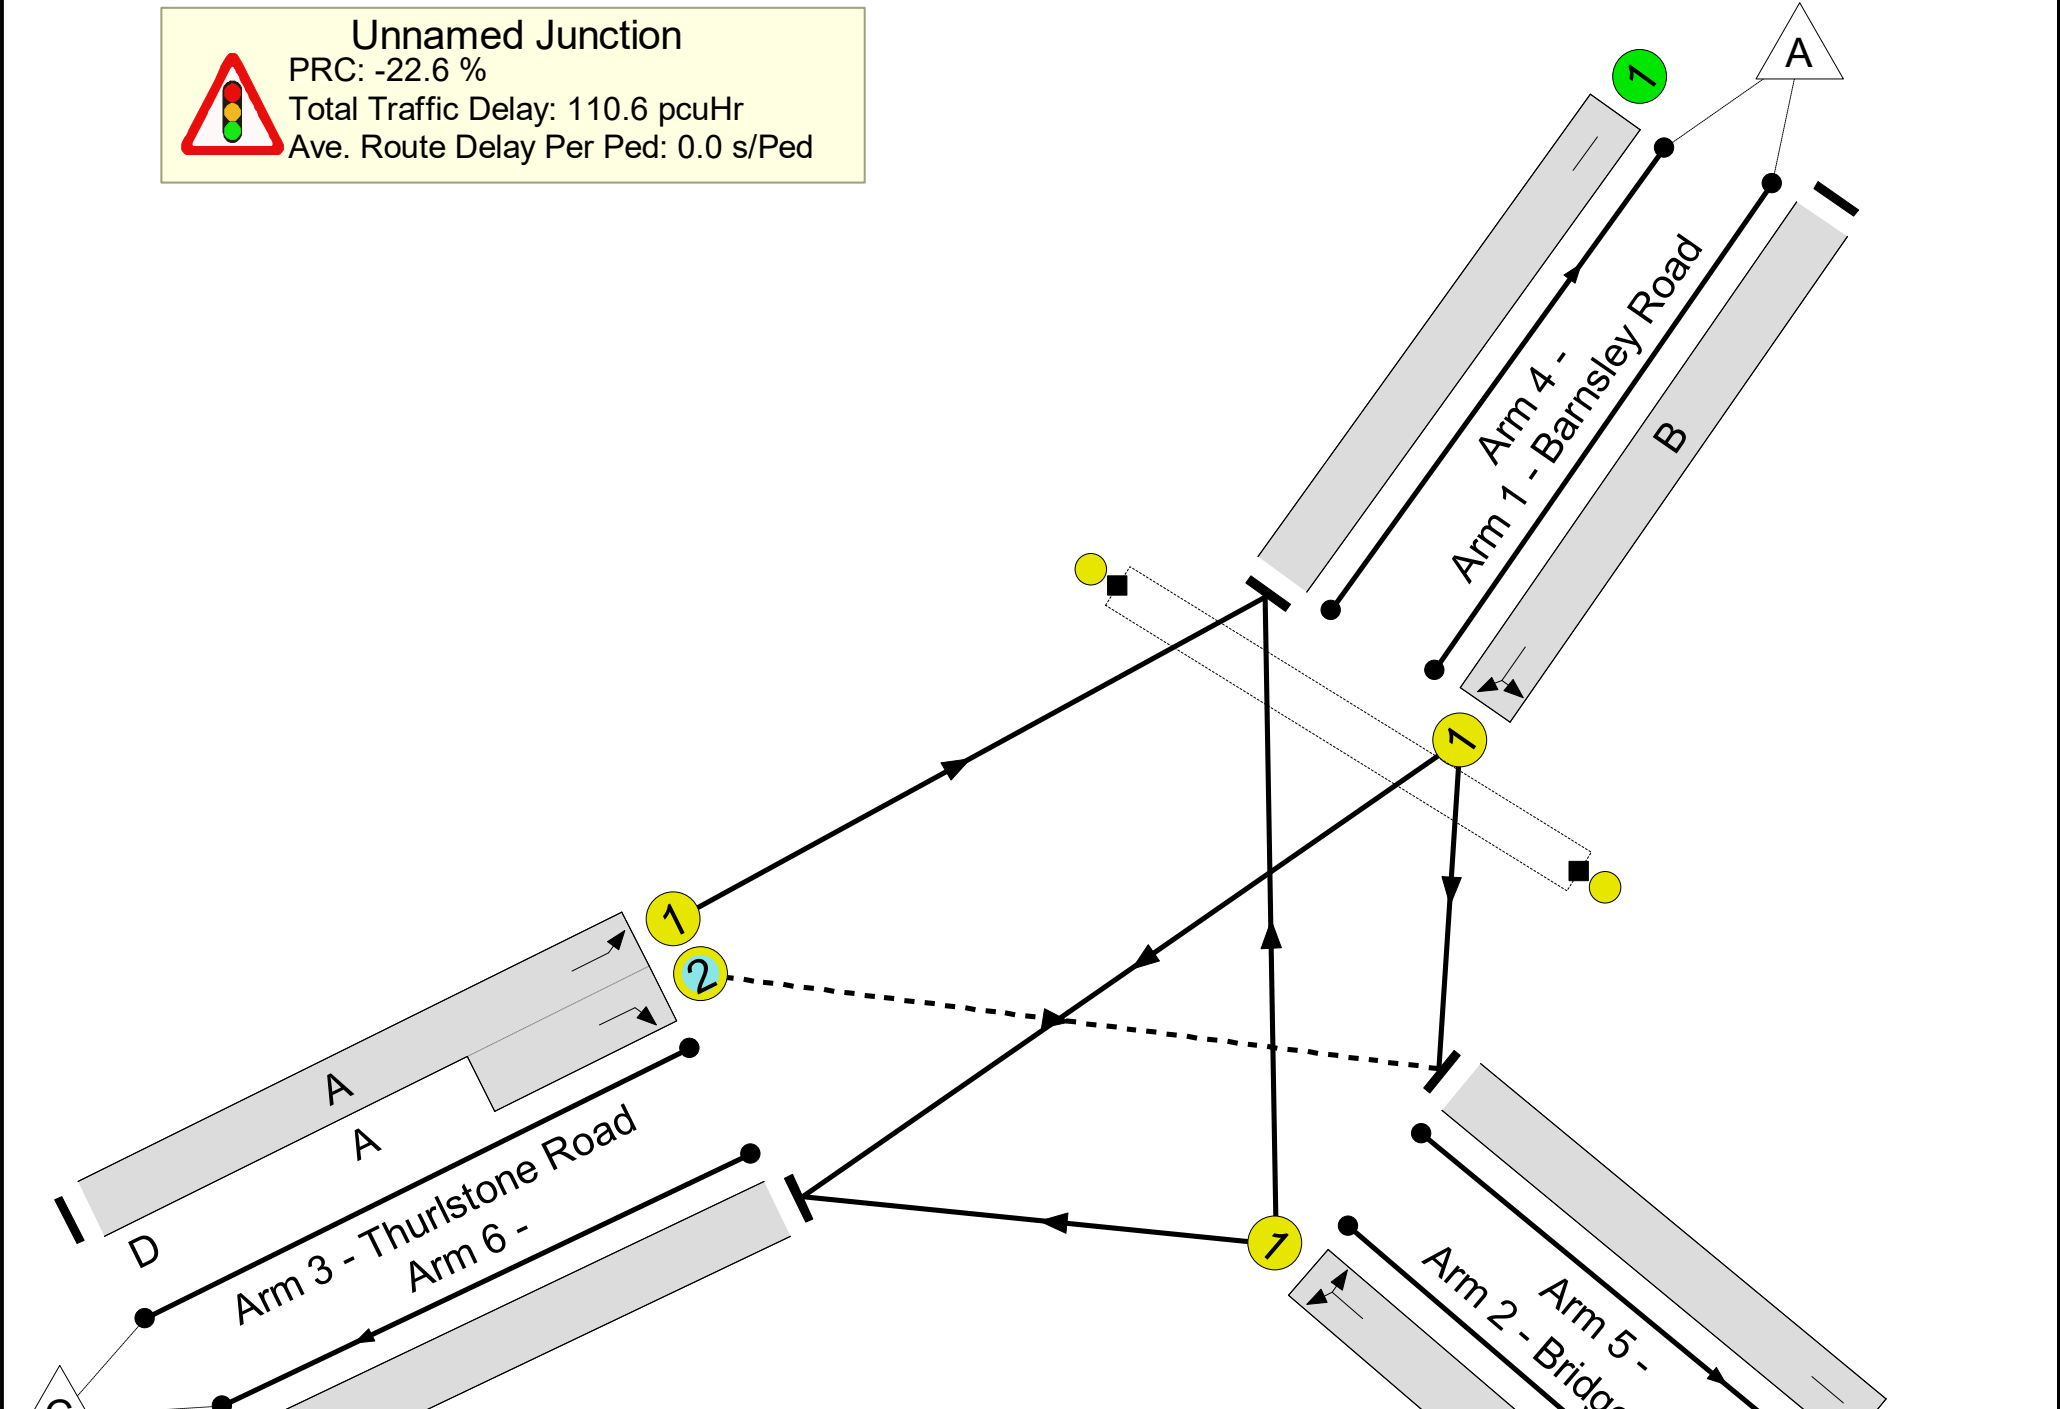 Unnamed Junction
PRC: -22.6 %
Total Traffic Delay: 110.6 pcuHr
Ave. Route Delay Per Ped: 0.0 s/Ped
A
1
Arm 4 -
Arm 1 - Barnsley Road
B
1
1
2
A
A
D
Arm 3 - Thurlstone Road
Arm 6 -
1
Arm 5 -
Arm 2 - Bridge
C